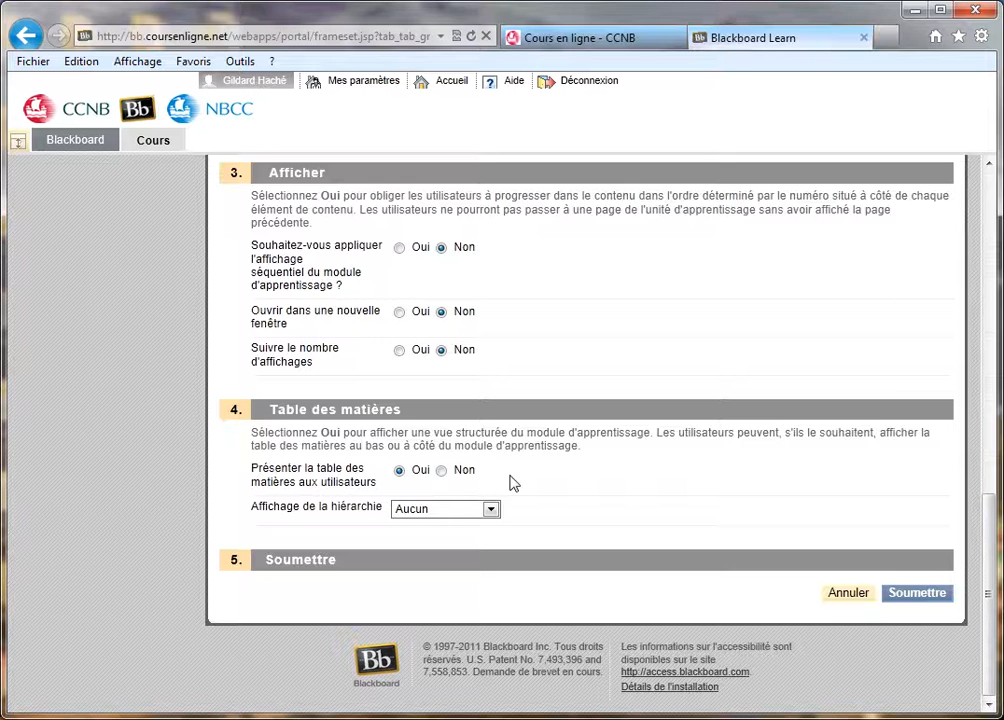 http://bb.coursenligne.net/webapps/portal/frameset.jsp?tab_tab_gr
Cours en ligne - CCNB
Blackboard Learn
Fichier Edition Affichage Favoris Outils ?
Gildard Haché Mes paramètres Accueil Aide Déconnexion
CCNB Bb NBCC
Blackboard Cours
3. Afficher
Sélectionnez Oui pour obliger les utilisateurs à progresser dans le contenu dans l'ordre déterminé par le numéro situé à côté de chaque
élément de contenu. Les utilisateurs ne pourront pas passer à une page de l'unité d'apprentissage sans avoir affiché la page
précédente.
Souhaitez-vous appliquer Oui Non
l'affichage
séquentiel du module
d'apprentissage ?
Ouvrir dans une nouvelle Oui Non
fenêtre
Suivre le nombre Oui Non
d'affichages
4. Table des matières
Sélectionnez Oui pour afficher une vue structurée du module d'apprentissage. Les utilisateurs peuvent, s'ils le souhaitent, afficher la
table des matières au bas ou à côté du module d'apprentissage.
Présenter la table des Oui Non
matières aux utilisateurs
Affichage de la hiérarchie Aucun
5. Soumettre
Annuler Soumettre
Bb
Blackboard
© 1997-2011 Blackboard Inc. Tous droits
réservés. U.S. Patent No. 7,493,396 and
7,558,853. Demande de brevet en cours.
Les informations sur l'accessibilité sont
disponibles sur le site
http://access.blackboard.com.
Détails de l'installation